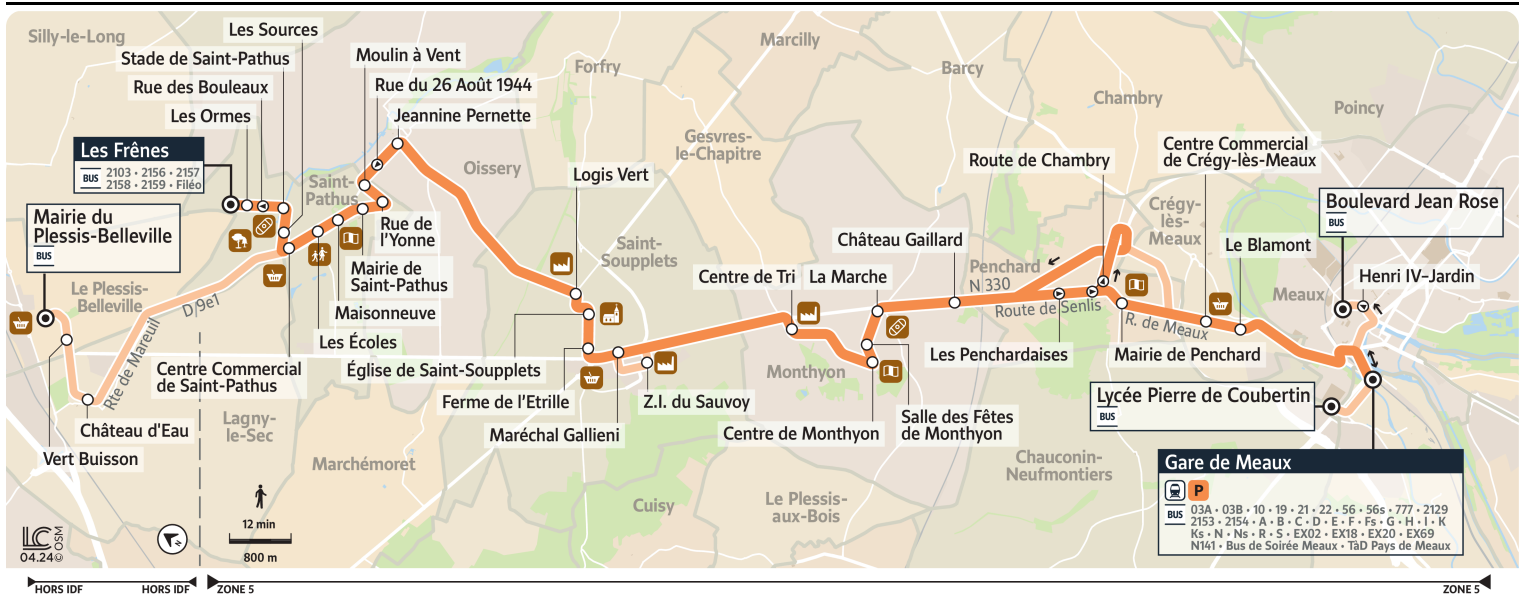 Silly-le-Long
Les Sources
Stade de Saint-Pathus
Rue des Bouleaux
Les Ormes
Les Frênes
BUS
2103 • 2156 • 2157
2158 • 2159 • Filéo
Mairie du
Plessis-Belleville
BUS
Le Plessis-
Belleville
D 9e1
Rte de Mareuil
Château d'Eau
Vert Buisson
Moulin à Vent
Rue du 26 Août 1944
Jeannine Pernette
Saint-
Pathus
Rue de
l'Yonne
Mairie de
Saint-Pathus
Maisonneuve
Les Écoles
Centre Commercial
de Saint-Pathus
Lagny-
le-Sec
Marchémoret
Oissery
Forfry
Marcilly
Gesvres-
le-Chapitre
Barcy
Chambry
Poincy
Logis Vert
Saint-
Soupplets
Église de Saint-Soupplets
Ferme de l'Etrille
Maréchal Gallieni
Z.I. du Sauvoy
Cuisy
Le Plessis-
aux-Bois
Centre de Tri
La Marche
Château Gaillard
Monthyon
Centre de Monthyon
Salle des Fêtes
de Monthyon
Route de Chambry
Penchard
N 330
Route de Senlis
Les Penchardaises
Mairie de Penchard
R. de Meaux
Crégy-
lès-
Meaux
Centre Commercial
de Crégy-lès-Meaux
Le Blamont
Boulevard Jean Rose
BUS
Henri IV-Jardin
Meaux
Lycée Pierre de Coubertin
BUS
Chauconin-
Neufmontiers
Gare de Meaux
P
BUS
03A • 03B • 10 • 19 • 21 • 22 • 56 • 56s • 777 • 2129
2153 • 2154 • A • B • C • D • E • F • Fs • G • H • I • K
Ks • N • Ns • R • S • EX02 • EX18 • EX20 • EX69
N141 • Bus de Soirée Meaux • TàD Pays de Meaux
LC
04.24 © OSM
N
12 min
800 m
HORS IDF
HORS IDF
ZONE 5
ZONE 5